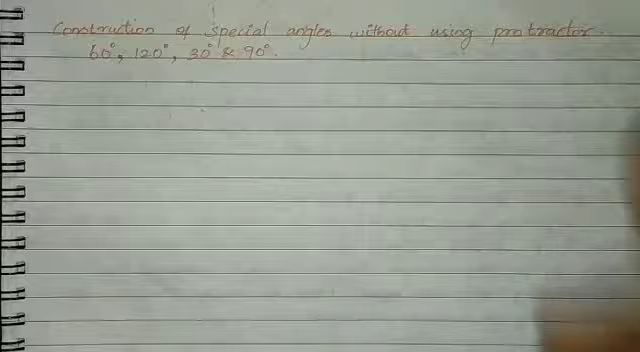 Construction of special angles without using protractor.
60°, 120°, 30° & 90°.